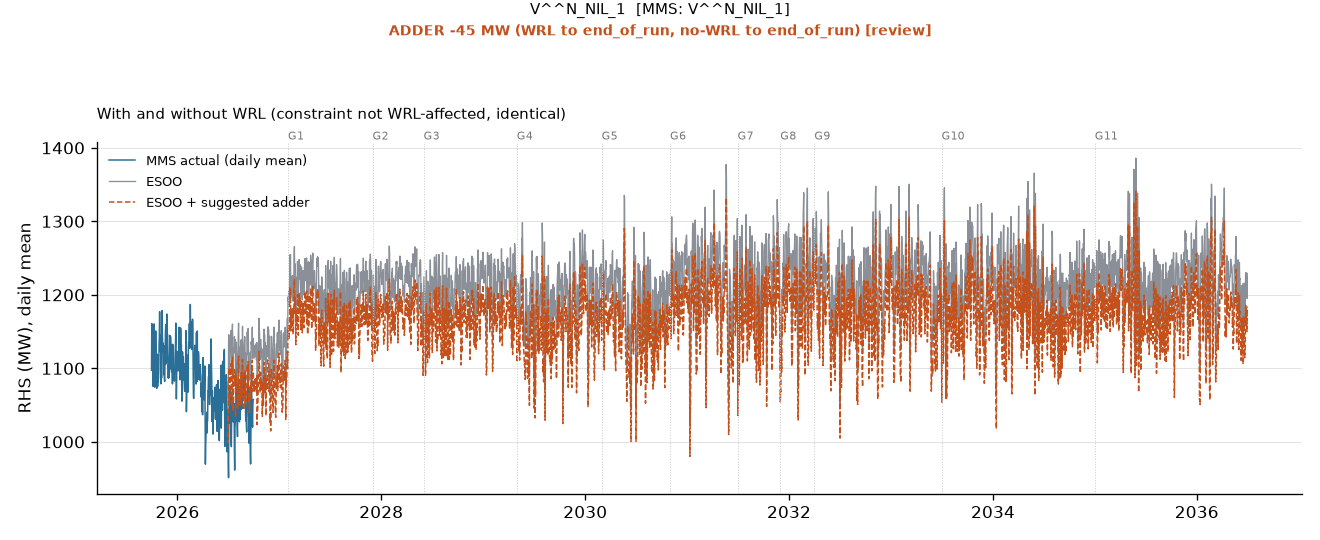 V^^N_NIL_1  [MMS: V^^N_NIL_1]
ADDER -45 MW (WRL to end_of_run, no-WRL to end_of_run) [review]
With and without WRL (constraint not WRL-affected, identical)
G1 G2 G3 G4 G5 G6 G7 G8 G9 G10 G11
MMS actual (daily mean)
ESOO
ESOO + suggested adder
RHS (MW), daily mean
1400
1300
1200
1100
1000
2026 2028 2030 2032 2034 2036